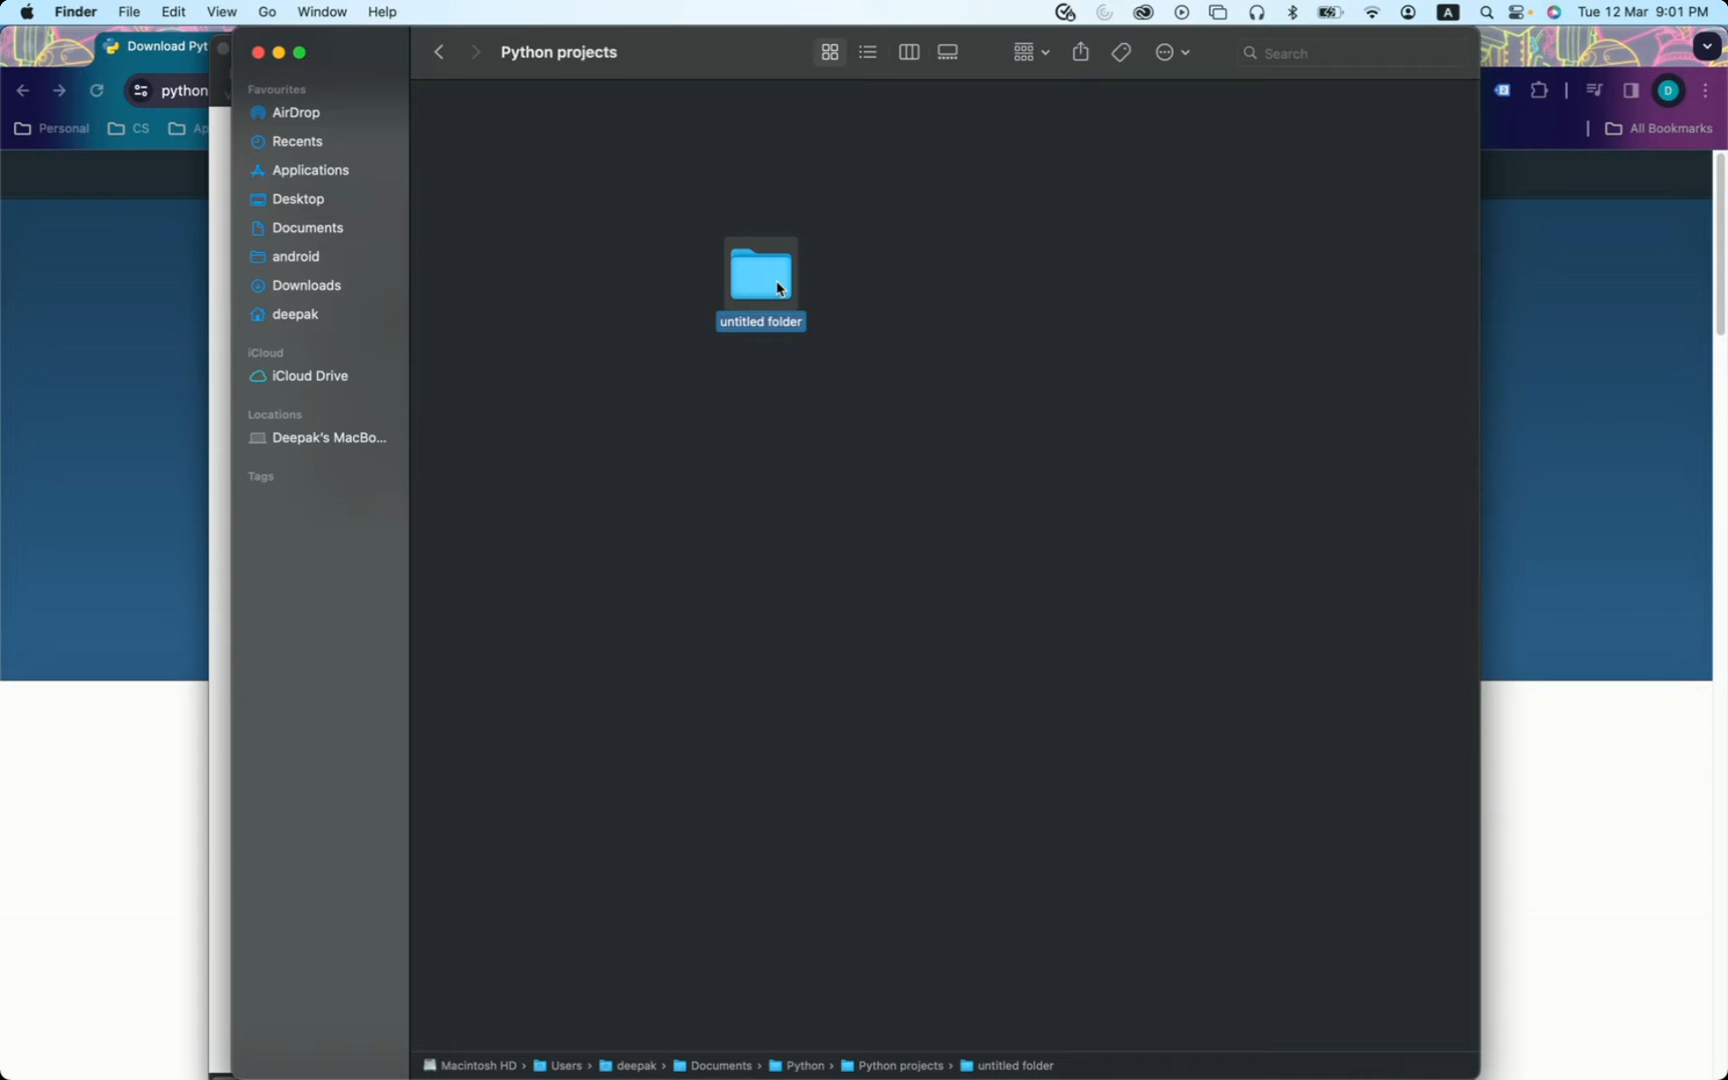 Finder File Edit View Go Window Help A Tue 12 Mar 9:01 PM
Download Pyt
Python projects
Search
python
D
Personal CS Ap
All Bookmarks
Favourites
AirDrop
Recents
Applications
Desktop
Documents
android
Downloads
deepak
iCloud
iCloud Drive
Locations
Deepak's MacBo...
Tags
untitled folder
Macintosh HD › Users › deepak › Documents › Python › Python projects › untitled folder